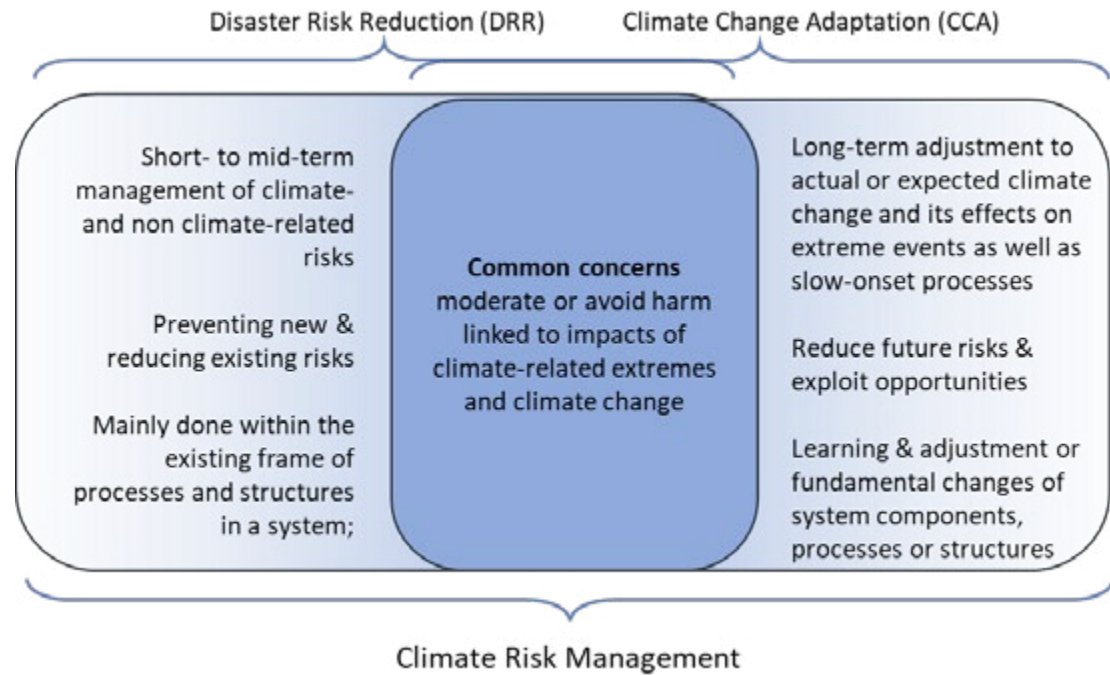 Disaster Risk Reduction (DRR)
Climate Change Adaptation (CCA)
Short- to mid-term
management of climate-
and non climate-related
risks
Preventing new &
reducing existing risks
Mainly done within the
existing frame of
processes and structures
in a system;
Common concerns
moderate or avoid harm
linked to impacts of
climate-related extremes
and climate change
Long-term adjustment to
actual or expected climate
change and its effects on
extreme events as well as
slow-onset processes
Reduce future risks &
exploit opportunities
Learning & adjustment or
fundamental changes of
system components,
processes or structures
Climate Risk Management